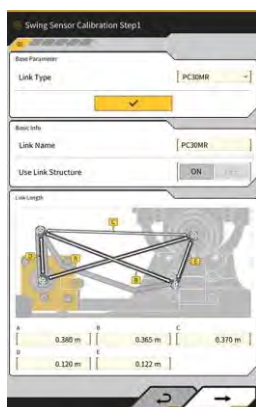 Swing Sensor Calibration Step1
Base Parameter
Link Type [ PC30MR ]
Basic Info
Link Name [ PC30MR ]
Use Link Structure ON
Link Length
C
D
A
B
E
A B C
[ 0.380 m ] [ 0.365 m ] [ 0.370 m ]
D E
[ 0.120 m ] [ 0.122 m ]